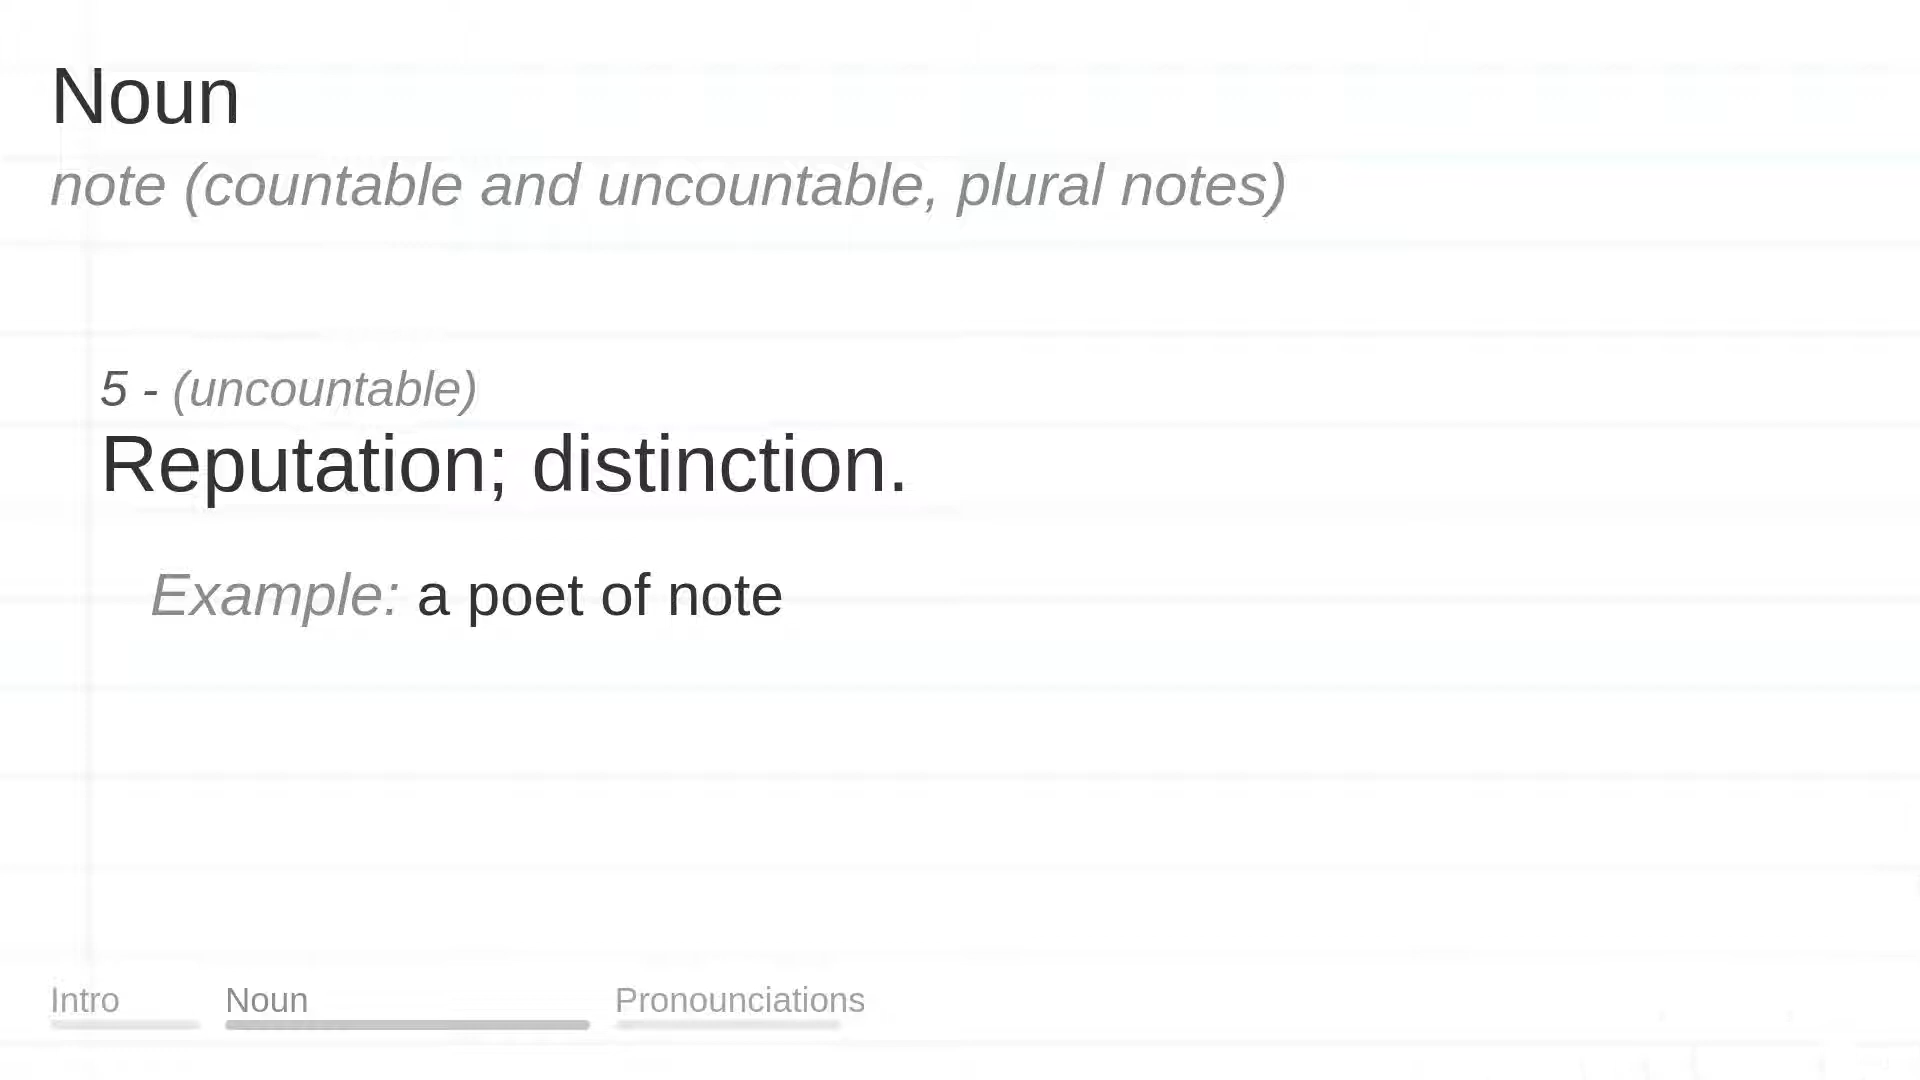 Noun
note (countable and uncountable, plural notes)
5 - (uncountable)
Reputation; distinction.
Example: a poet of note
Intro
Noun
Pronounciations